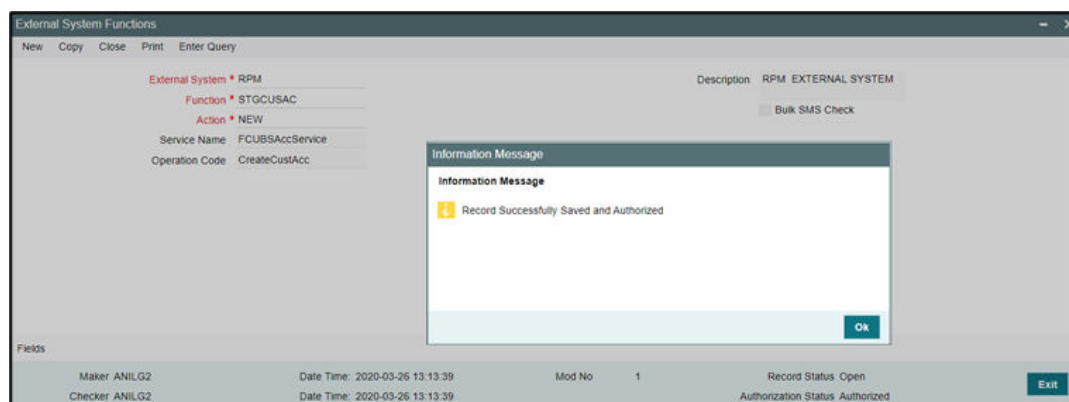 External System Functions
New Copy Close Print Enter Query
External System * RPM Description RPM EXTERNAL SYSTEM
Function * STGCUSAC Bulk SMS Check
Action * NEW
Service Name FCUBSAccService
Operation Code CreateCustAcc
Information Message
Information Message
Record Successfully Saved and Authorized
Ok
Fields
Maker ANILG2 Date Time: 2020-03-26 13:13:39 Mod No 1 Record Status Open
Checker ANILG2 Date Time: 2020-03-26 13:13:39 Authorization Status Authorized
Exit